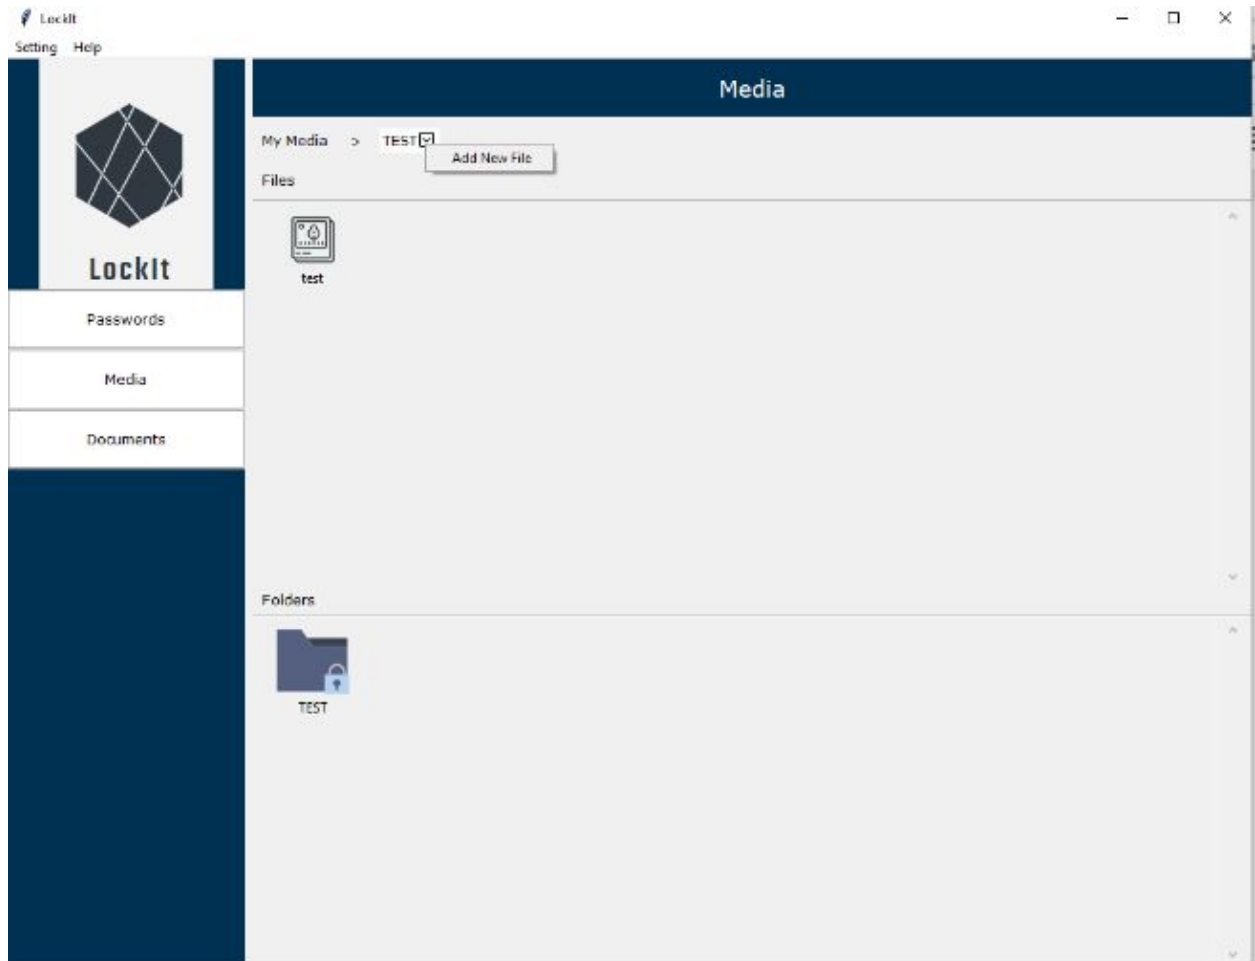 LockIt
Setting Help
LockIt
Passwords
Media
Documents
Media
My Media > TEST
Add New File
Files
test
Folders
TEST